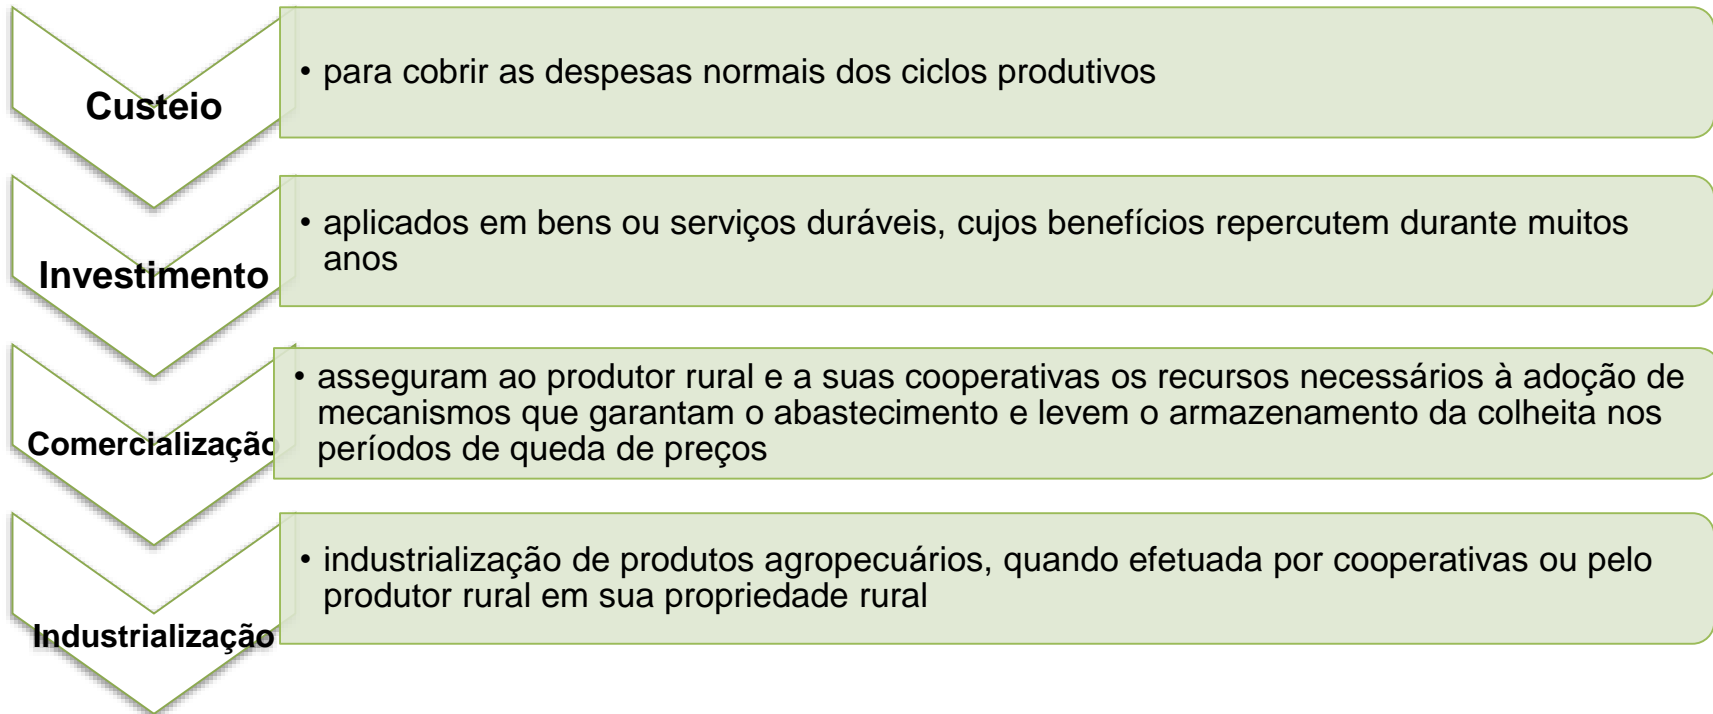 Custeio
• para cobrir as despesas normais dos ciclos produtivos
Investimento
• aplicados em bens ou serviços duráveis, cujos benefícios repercutem durante muitos
anos
Comercialização
• asseguram ao produtor rural e a suas cooperativas os recursos necessários à adoção de
mecanismos que garantam o abastecimento e levem o armazenamento da colheita nos
períodos de queda de preços
Industrialização
• industrialização de produtos agropecuários, quando efetuada por cooperativas ou pelo
produtor rural em sua propriedade rural